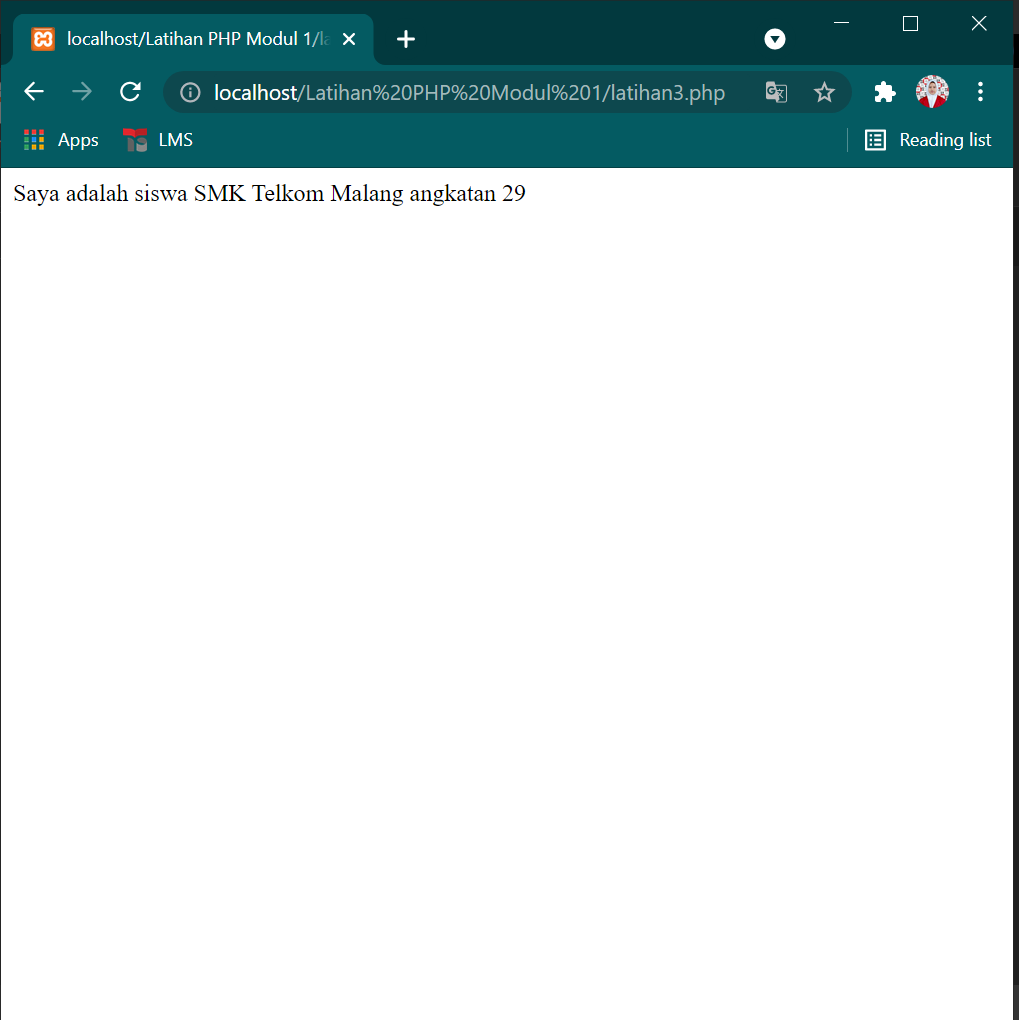 localhost/Latihan PHP Modul 1/la
localhost/Latihan%20PHP%20Modul%201/latihan3.php
Apps LMS Reading list
Saya adalah siswa SMK Telkom Malang angkatan 29